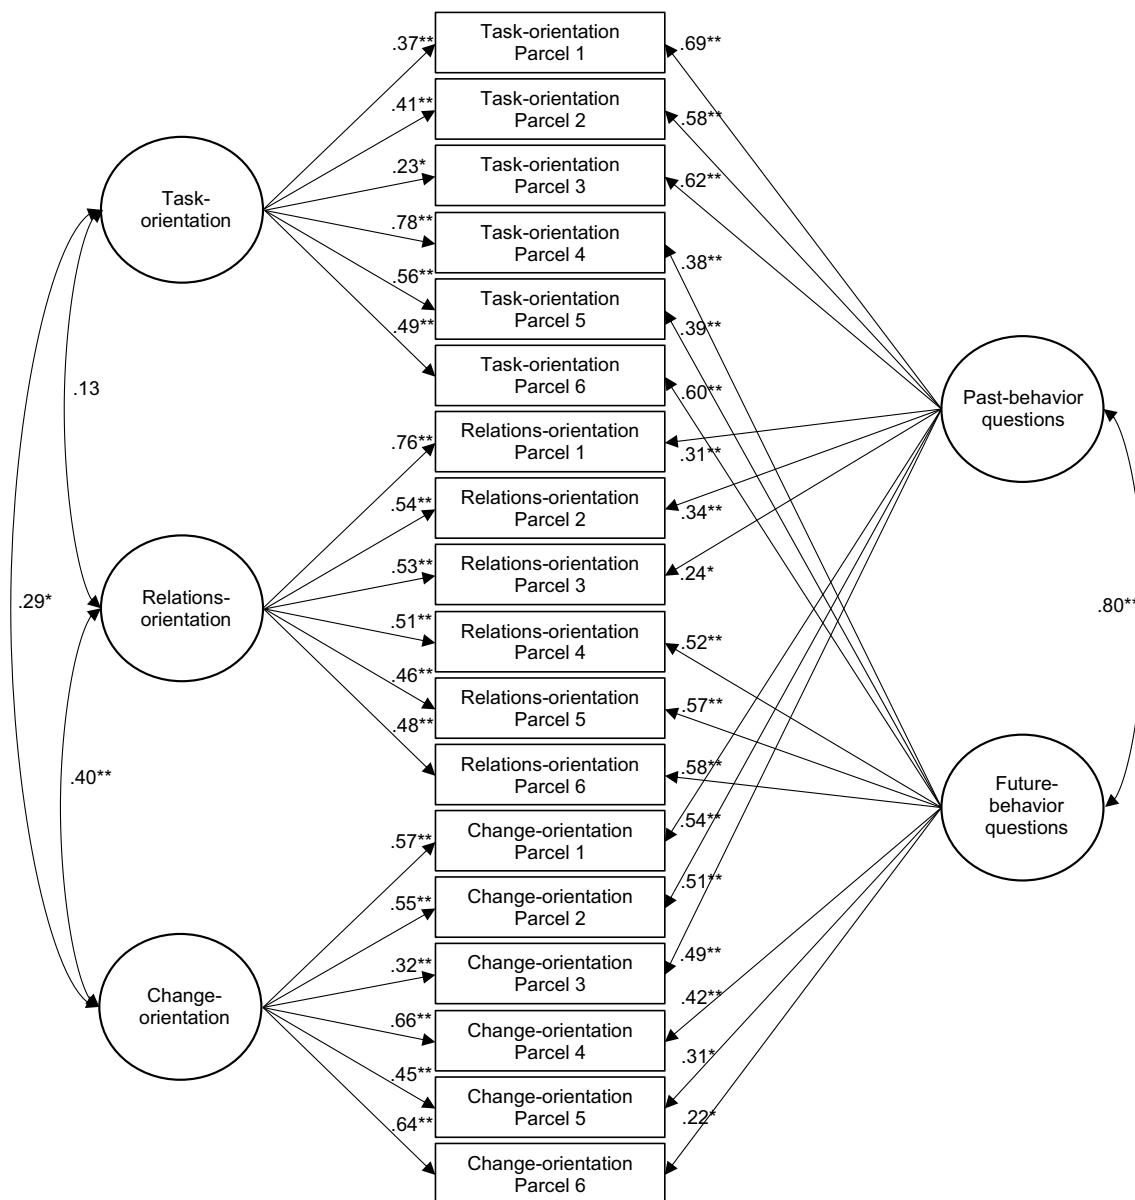 Task-orientation
Parcel 1
.37**
.69**
Task-orientation
Parcel 2
.41**
.58**
Task-orientation
Parcel 3
.23*
.62**
Task-
orientation
Task-orientation
Parcel 4
.78**
.38**
Task-orientation
Parcel 5
.56**
.39**
Task-orientation
Parcel 6
.49**
.60**
.13
Past-behavior
questions
Relations-orientation
Parcel 1
.76**
.31**
Relations-orientation
Parcel 2
.54**
.34**
Relations-orientation
Parcel 3
.53**
.24*
.29*
Relations-
orientation
.80**
Relations-orientation
Parcel 4
.51**
.52**
Relations-orientation
Parcel 5
.46**
.57**
Relations-orientation
Parcel 6
.48**
.58**
.40**
Future-
behavior
questions
Change-orientation
Parcel 1
.57**
.54**
Change-orientation
Parcel 2
.55**
.51**
Change-orientation
Parcel 3
.32**
.49**
Change-
orientation
Change-orientation
Parcel 4
.66**
.42**
Change-orientation
Parcel 5
.45**
.31*
Change-orientation
Parcel 6
.64**
.22*